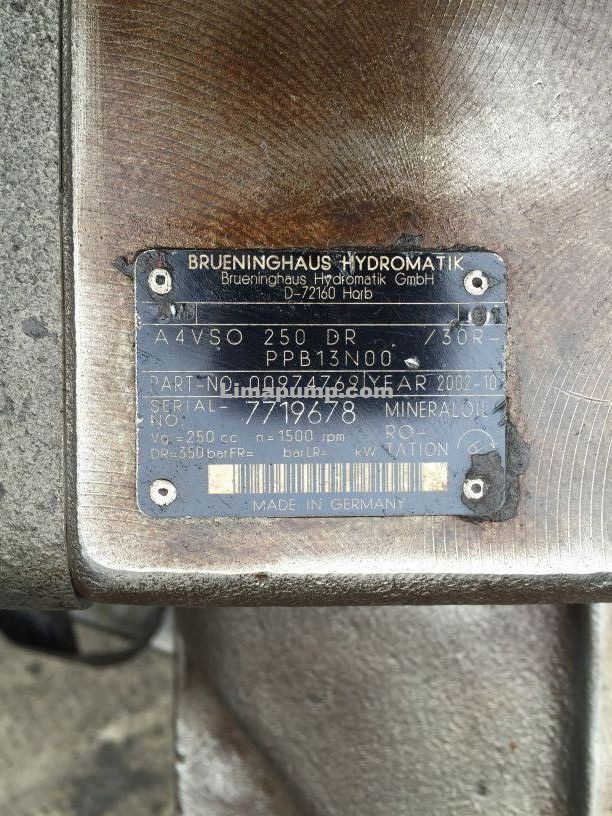 BRUENINGHAUS HYDROMATIK
Brueninghaus Hydromatik GmbH
D-72160 Horb
A4VSO 250 DR /30R-
PPB13N00
PART-NO. 00974769 YEAR 2002-10
Limapump.com
SERIAL-NO. 7719678 MINERALÖIL
Vg = 250 cc n = 1500 rpm RO-
DR = 350 bar FR= bar LR= kW TATION
MADE IN GERMANY